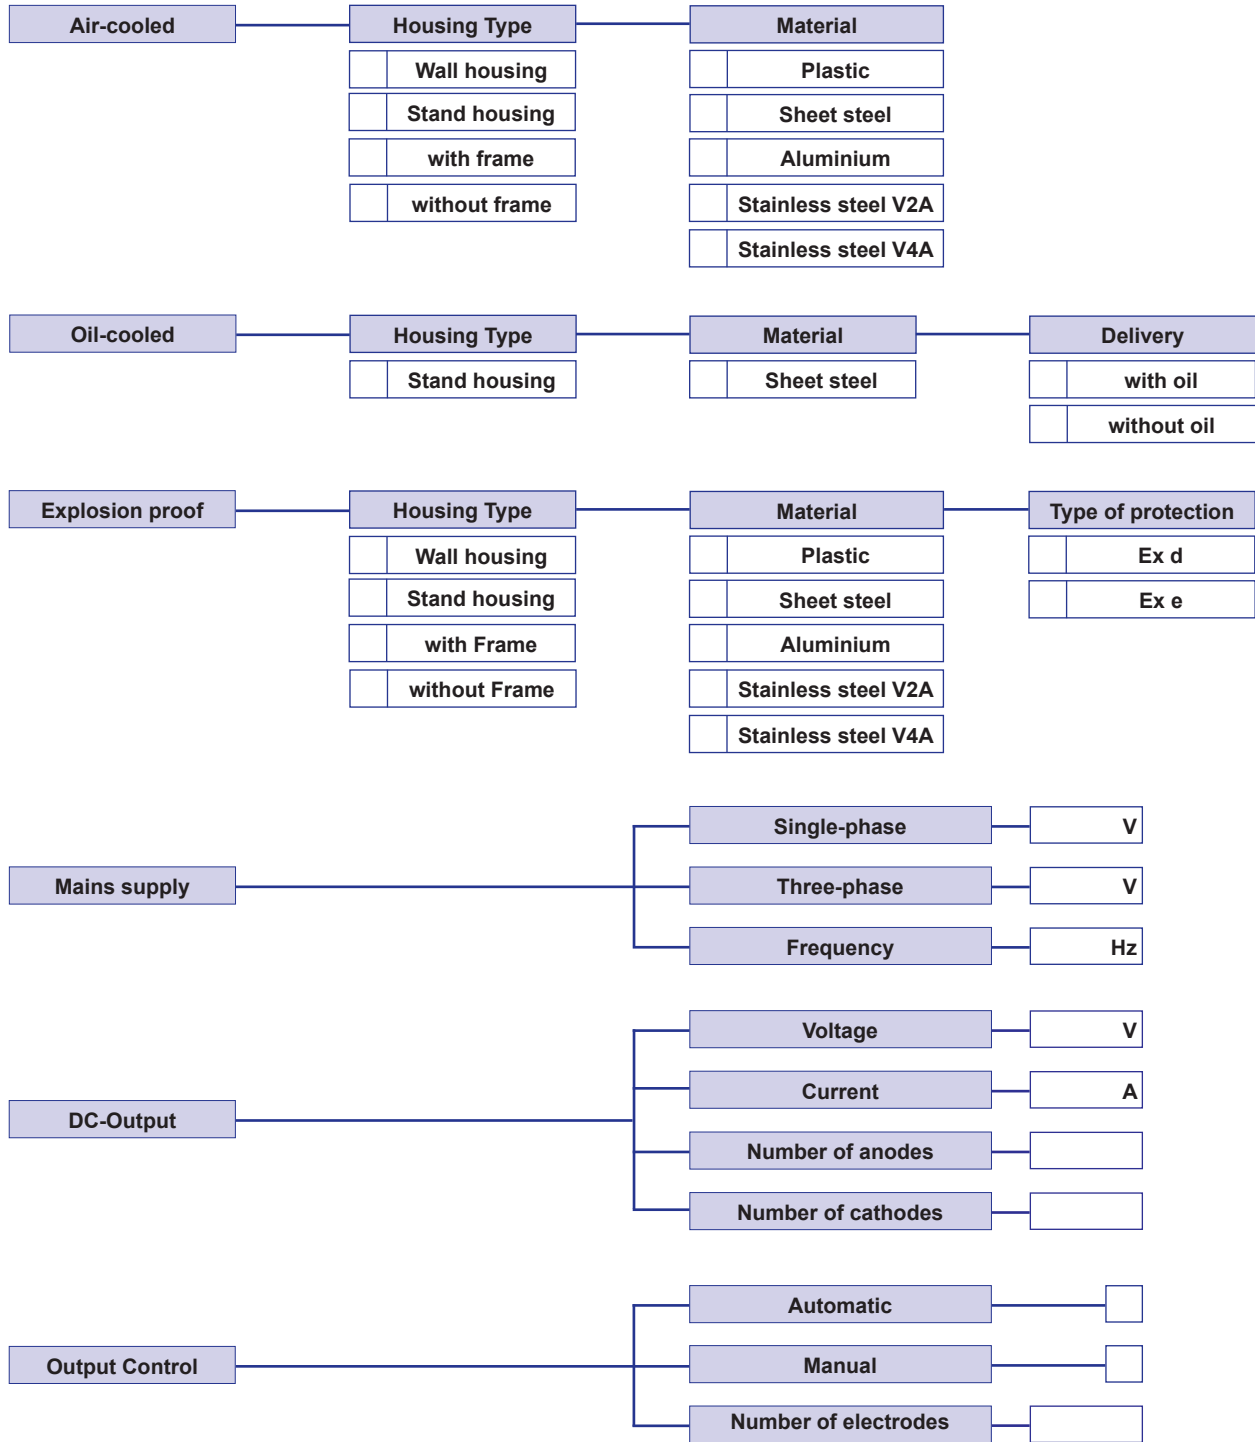 Air-cooled
Housing Type
Material
Wall housing
Plastic
Stand housing
Sheet steel
with frame
Aluminium
without frame
Stainless steel V2A
Stainless steel V4A
Oil-cooled
Housing Type
Material
Delivery
Stand housing
Sheet steel
with oil
without oil
Explosion proof
Housing Type
Material
Type of protection
Wall housing
Plastic
Ex d
Stand housing
Sheet steel
Ex e
with Frame
Aluminium
without Frame
Stainless steel V2A
Stainless steel V4A
Mains supply
Single-phase
V
Three-phase
V
Frequency
Hz
DC-Output
Voltage
V
Current
A
Number of anodes
Number of cathodes
Output Control
Automatic
Manual
Number of electrodes